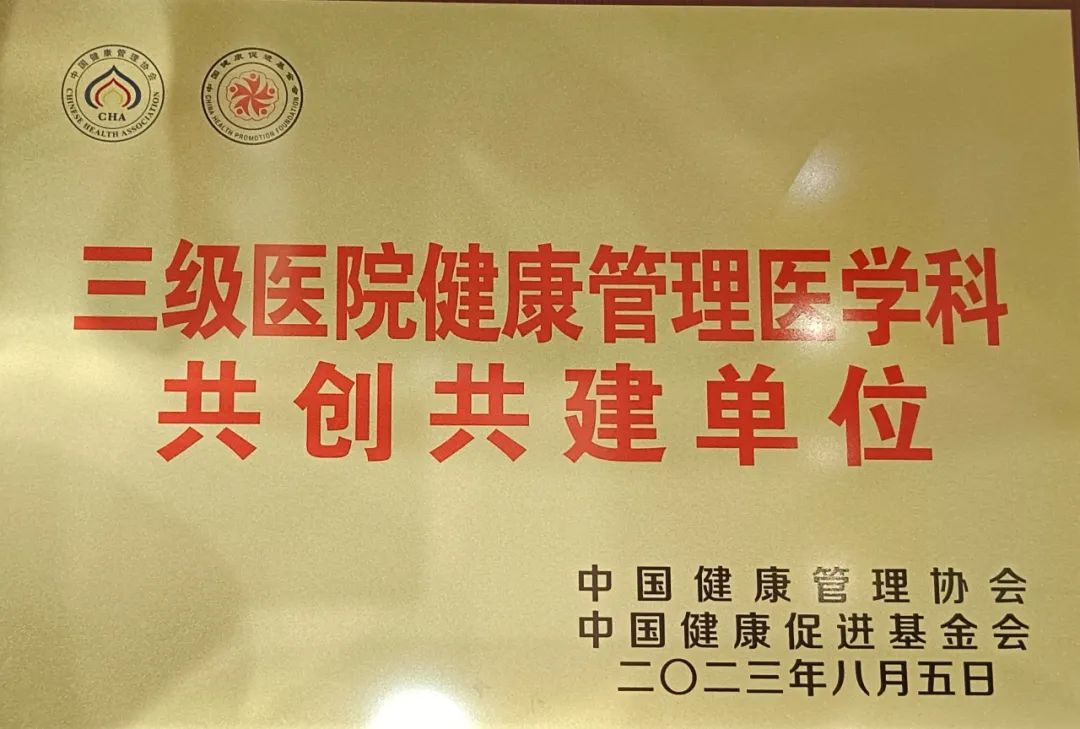 中国健康管理协会
CHA
CHINESE HEALTH ASSOCIATION
中国健康促进基金会
CHINA HEALTH PROMOTION FOUNDATION
三级医院健康管理医学科
共创共建单位
中国健康管理协会
中国健康促进基金会
二〇二三年八月五日